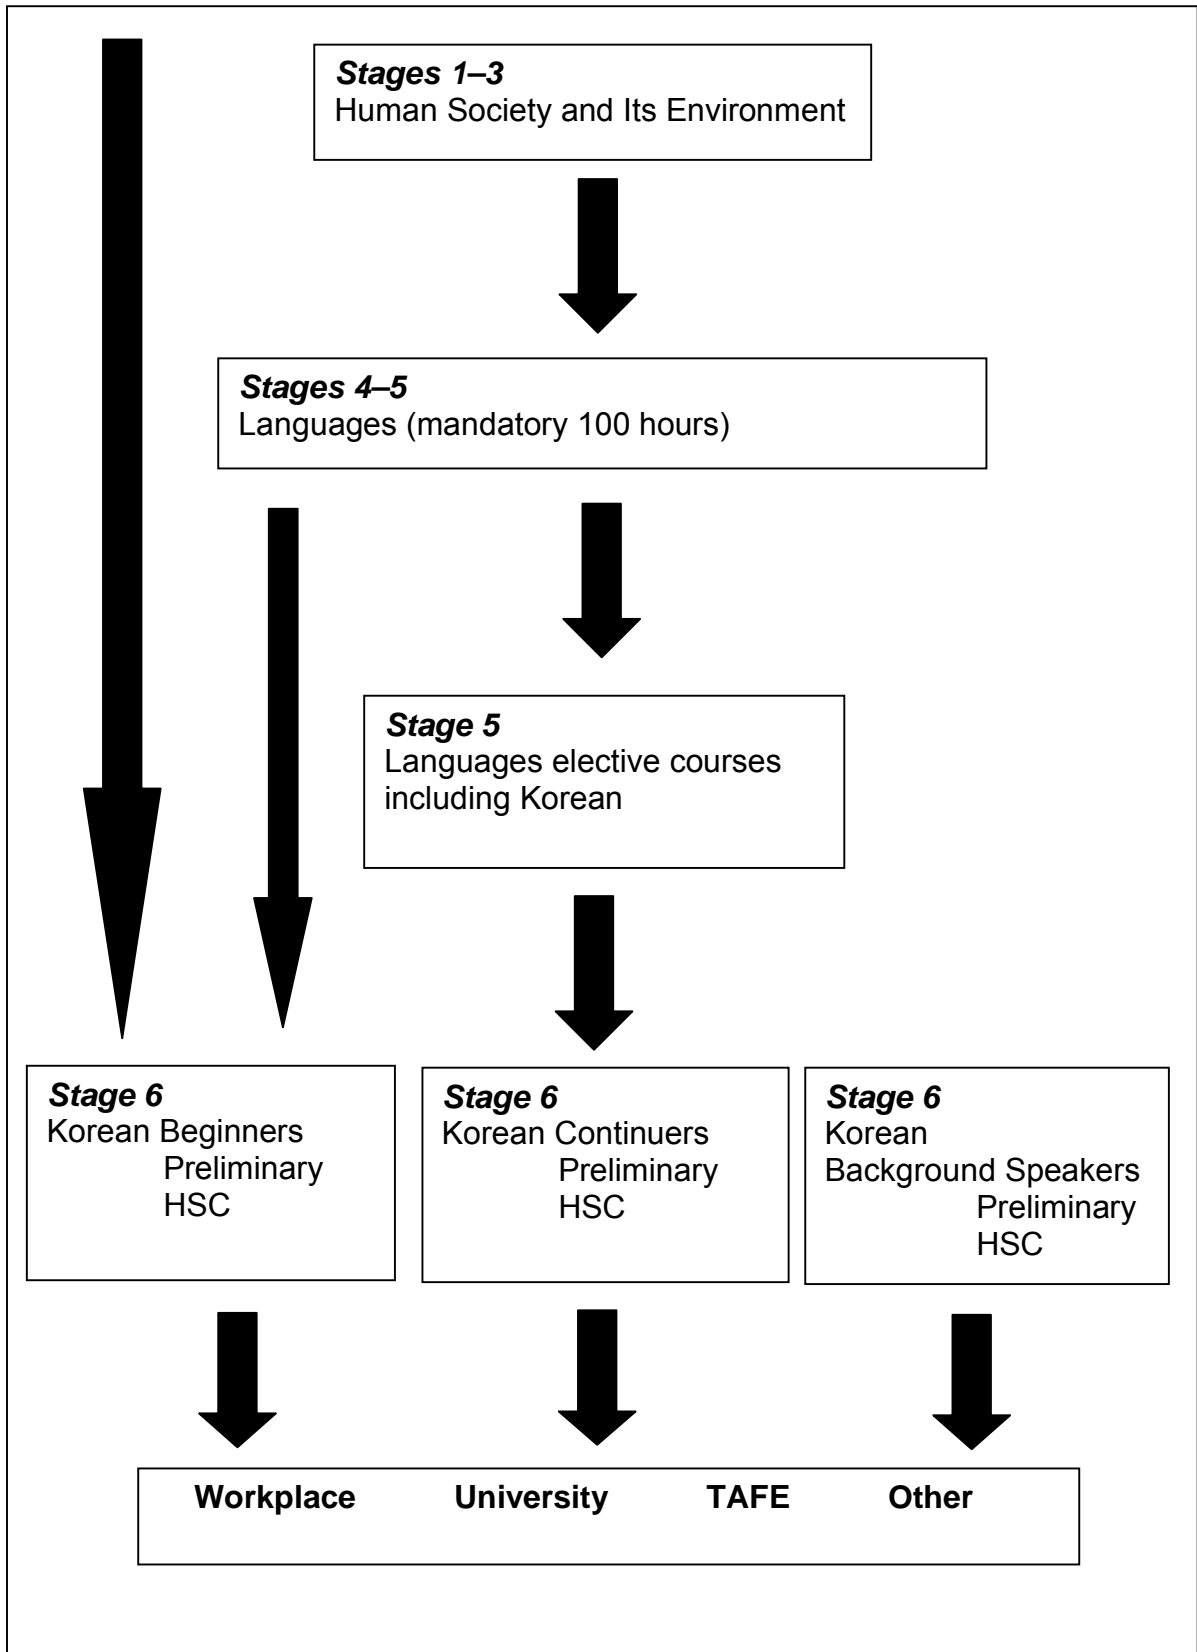 Stages 1–3
Human Society and Its Environment
Stages 4–5
Languages (mandatory 100 hours)
Stage 5
Languages elective courses
including Korean
Stage 6
Korean Beginners
Preliminary
HSC
Stage 6
Korean Continuers
Preliminary
HSC
Stage 6
Korean
Background Speakers
Preliminary
HSC
Workplace University TAFE Other